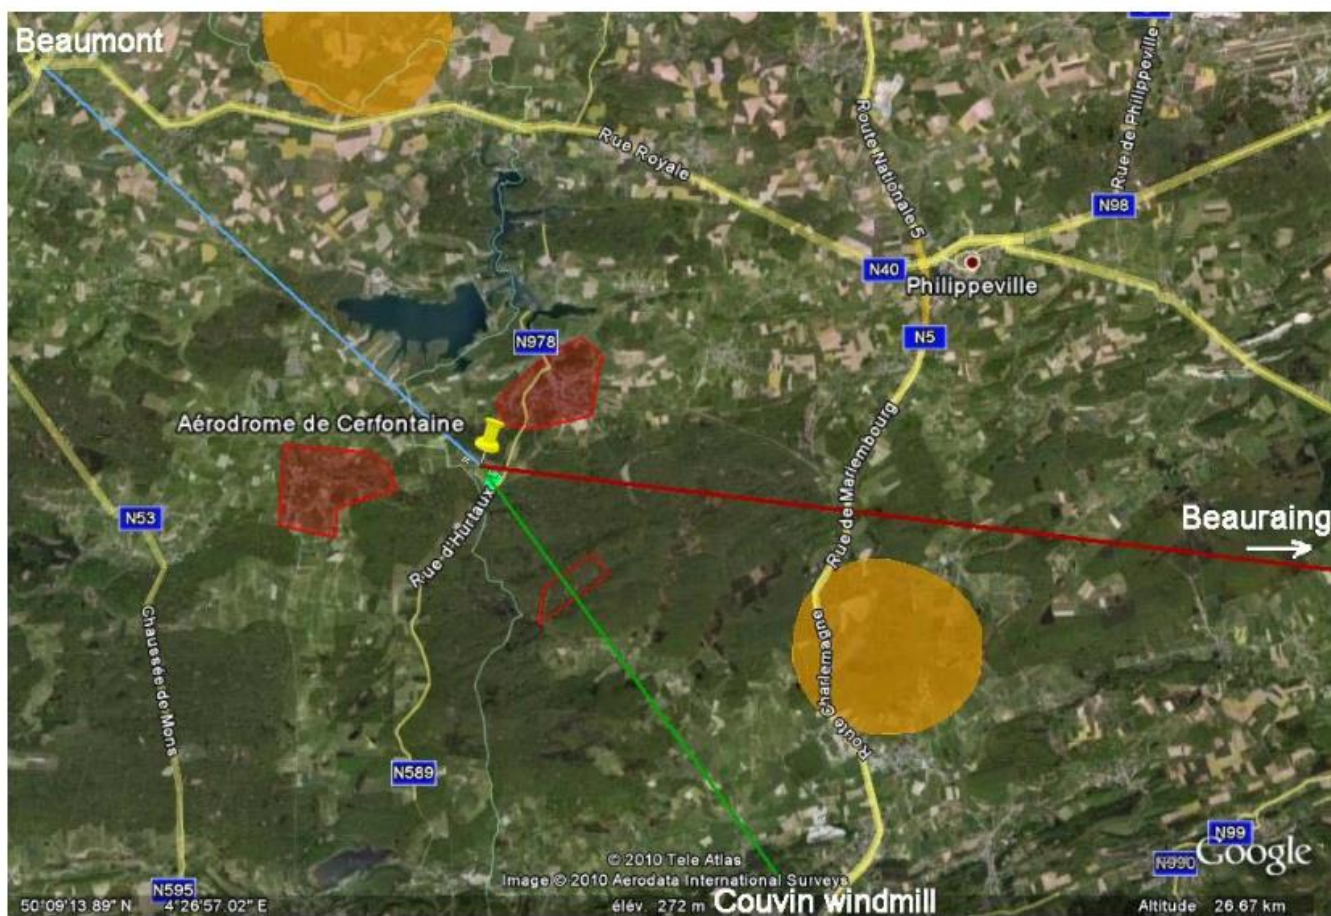 Beaumont
Rue Royale
Route Nationale 5
Rue de Philippeville
N98
N40
Philippeville
N5
N978
Aérodrome de Cerfontaine
N53
Rue d'Hurtaux
Rue de Mariembourg
Beauraing
Chaussée de Mons
Route Charlemagne
N589
N99
N990
Google
© 2010 Tele Atlas
Image © 2010 Aerodata International Surveys
N595
50°09'13.89" N 4°26'57.02" E
élév. 272 m
Couvin windmill
Altitude 26.67 km